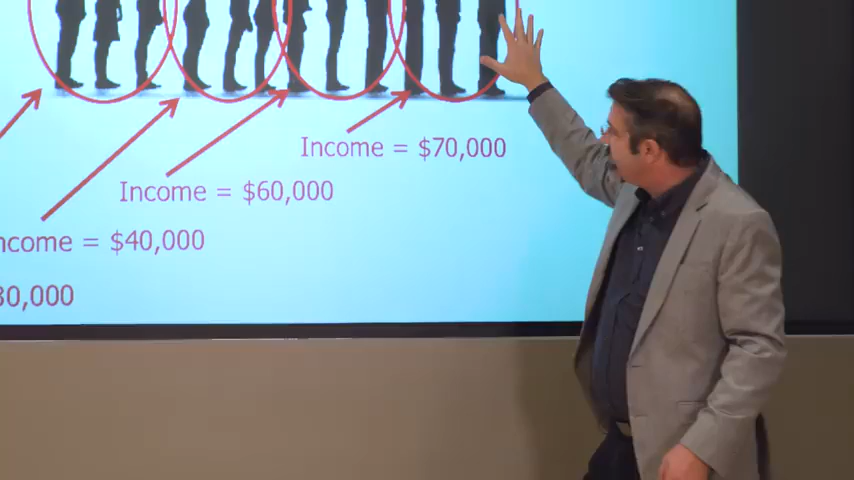 Income = $70,000
Income = $60,000
ncome = $40,000
30,000